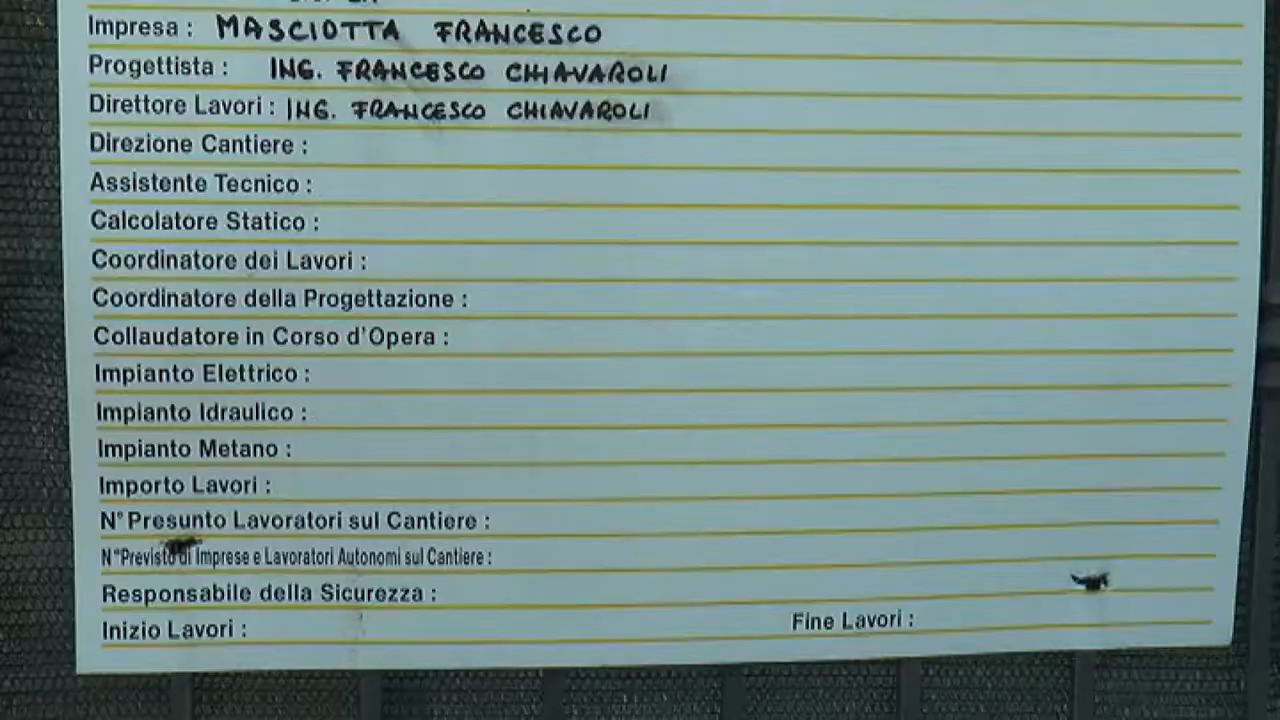 Impresa : MASCIOTTA FRANCESCO
Progettista : ING. FRANCESCO CHIAVAROLI
Direttore Lavori : ING. FRANCESCO CHIAVAROLI
Direzione Cantiere :
Assistente Tecnico :
Calcolatore Statico :
Coordinatore dei Lavori :
Coordinatore della Progettazione :
Collaudatore in Corso d'Opera :
Impianto Elettrico :
Impianto Idraulico :
Impianto Metano :
Importo Lavori :
N° Presunto Lavoratori sul Cantiere :
N° Previsto di Imprese e Lavoratori Autonomi sul Cantiere :
Responsabile della Sicurezza :
Inizio Lavori : Fine Lavori :